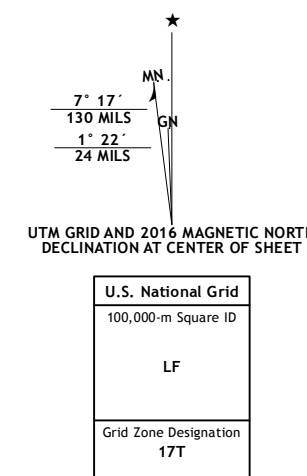 ★
MN
7° 17´
130 MILS
GN
1° 22´
24 MILS
UTM GRID AND 2016 MAGNETIC NORTH
DECLINATION AT CENTER OF SHEET
U.S. National Grid
100,000-m Square ID
LF
Grid Zone Designation
17T